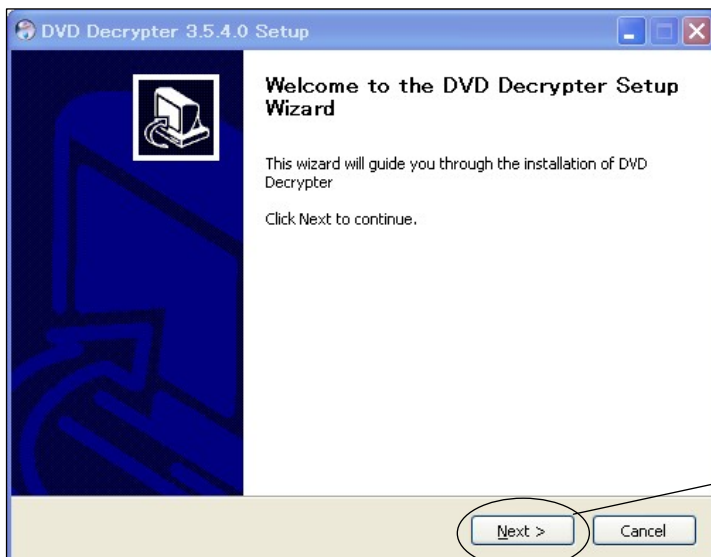 DVD Decrypter 3.5.4.0 Setup
Welcome to the DVD Decrypter Setup
Wizard
This wizard will guide you through the installation of DVD
Decrypter
Click Next to continue.
Next >
Cancel